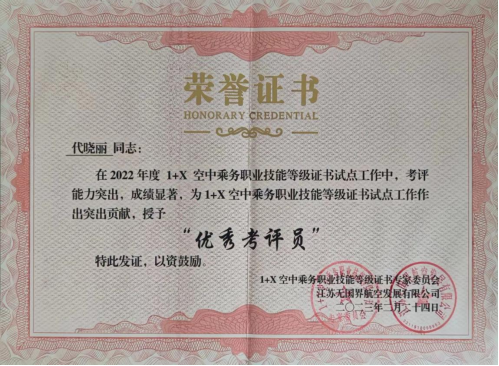 荣誉证书
HONORARY CREDENTIAL
代晓丽 同志：
在 2022 年度 1+X 空中乘务职业技能等级证书试点工作中，考评
能力突出，成绩显著，为 1+X 空中乘务职业技能等级证书试点工作作
出突出贡献，授予
“优秀考评员”
特此发证，以资鼓励。
1+X 空中乘务职业技能等级证书专家委员会
江苏无国界航空发展有限公司
二〇二三年二月二十四日